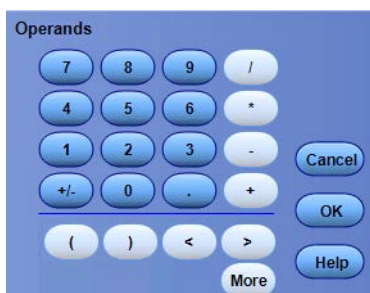 Operands
7 8 9 /
4 5 6 *
1 2 3 - Cancel
+/- 0 . +
OK
( ) < >
Help
More